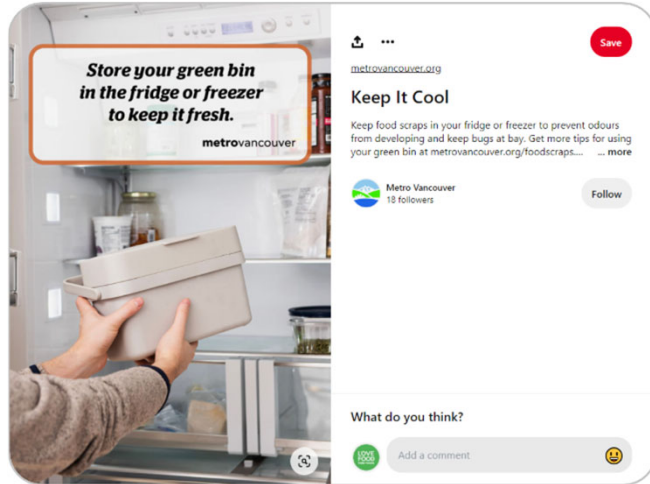 Store your green bin
in the fridge or freezer
to keep it fresh.
metrovancouver
Save
metrovancouver.org
Keep It Cool
Keep food scraps in your fridge or freezer to prevent odours
from developing and keep bugs at bay. Get more tips for using
your green bin at metrovancouver.org/foodscraps.... ... more
Metro Vancouver
18 followers
Follow
What do you think?
LOVE
FOOD
Add a comment